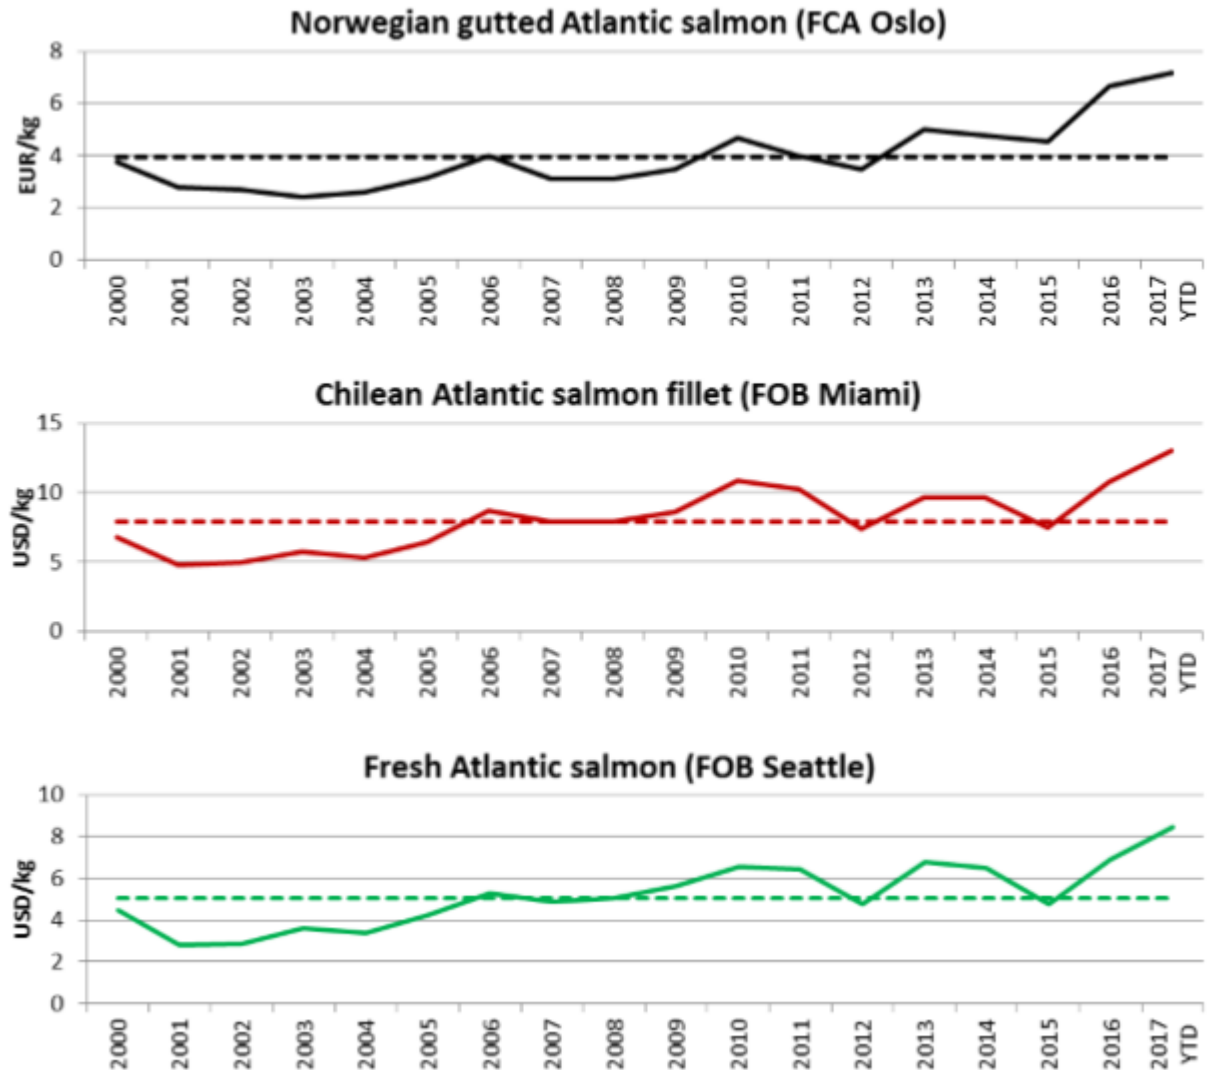 Norwegian gutted Atlantic salmon (FCA Oslo)
EUR/kg
8
6
4
2
0
2000 2001 2002 2003 2004 2005 2006 2007 2008 2009 2010 2011 2012 2013 2014 2015 2016 2017 YTD
Chilean Atlantic salmon fillet (FOB Miami)
USD/kg
15
10
5
0
2000 2001 2002 2003 2004 2005 2006 2007 2008 2009 2010 2011 2012 2013 2014 2015 2016 2017 YTD
Fresh Atlantic salmon (FOB Seattle)
USD/kg
10
8
6
4
2
0
2000 2001 2002 2003 2004 2005 2006 2007 2008 2009 2010 2011 2012 2013 2014 2015 2016 2017 YTD